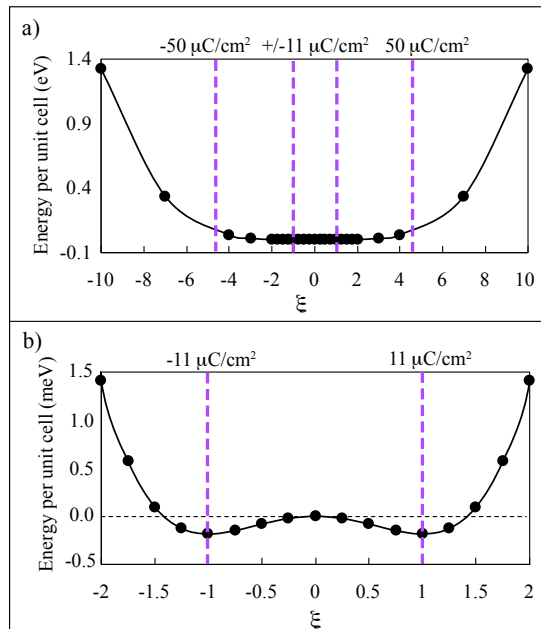 a)
-50 μC/cm² +/-11 μC/cm² 50 μC/cm²
Energy per unit cell (eV)
1.4
0.9
0.4
-0.1
-10 -8 -6 -4 -2 0 2 4 6 8 10
ξ
b)
-11 μC/cm² 11 μC/cm²
Energy per unit cell (meV)
1.5
1.0
0.5
0.0
-0.5
-2 -1.5 -1 -0.5 0 0.5 1 1.5 2
ξ